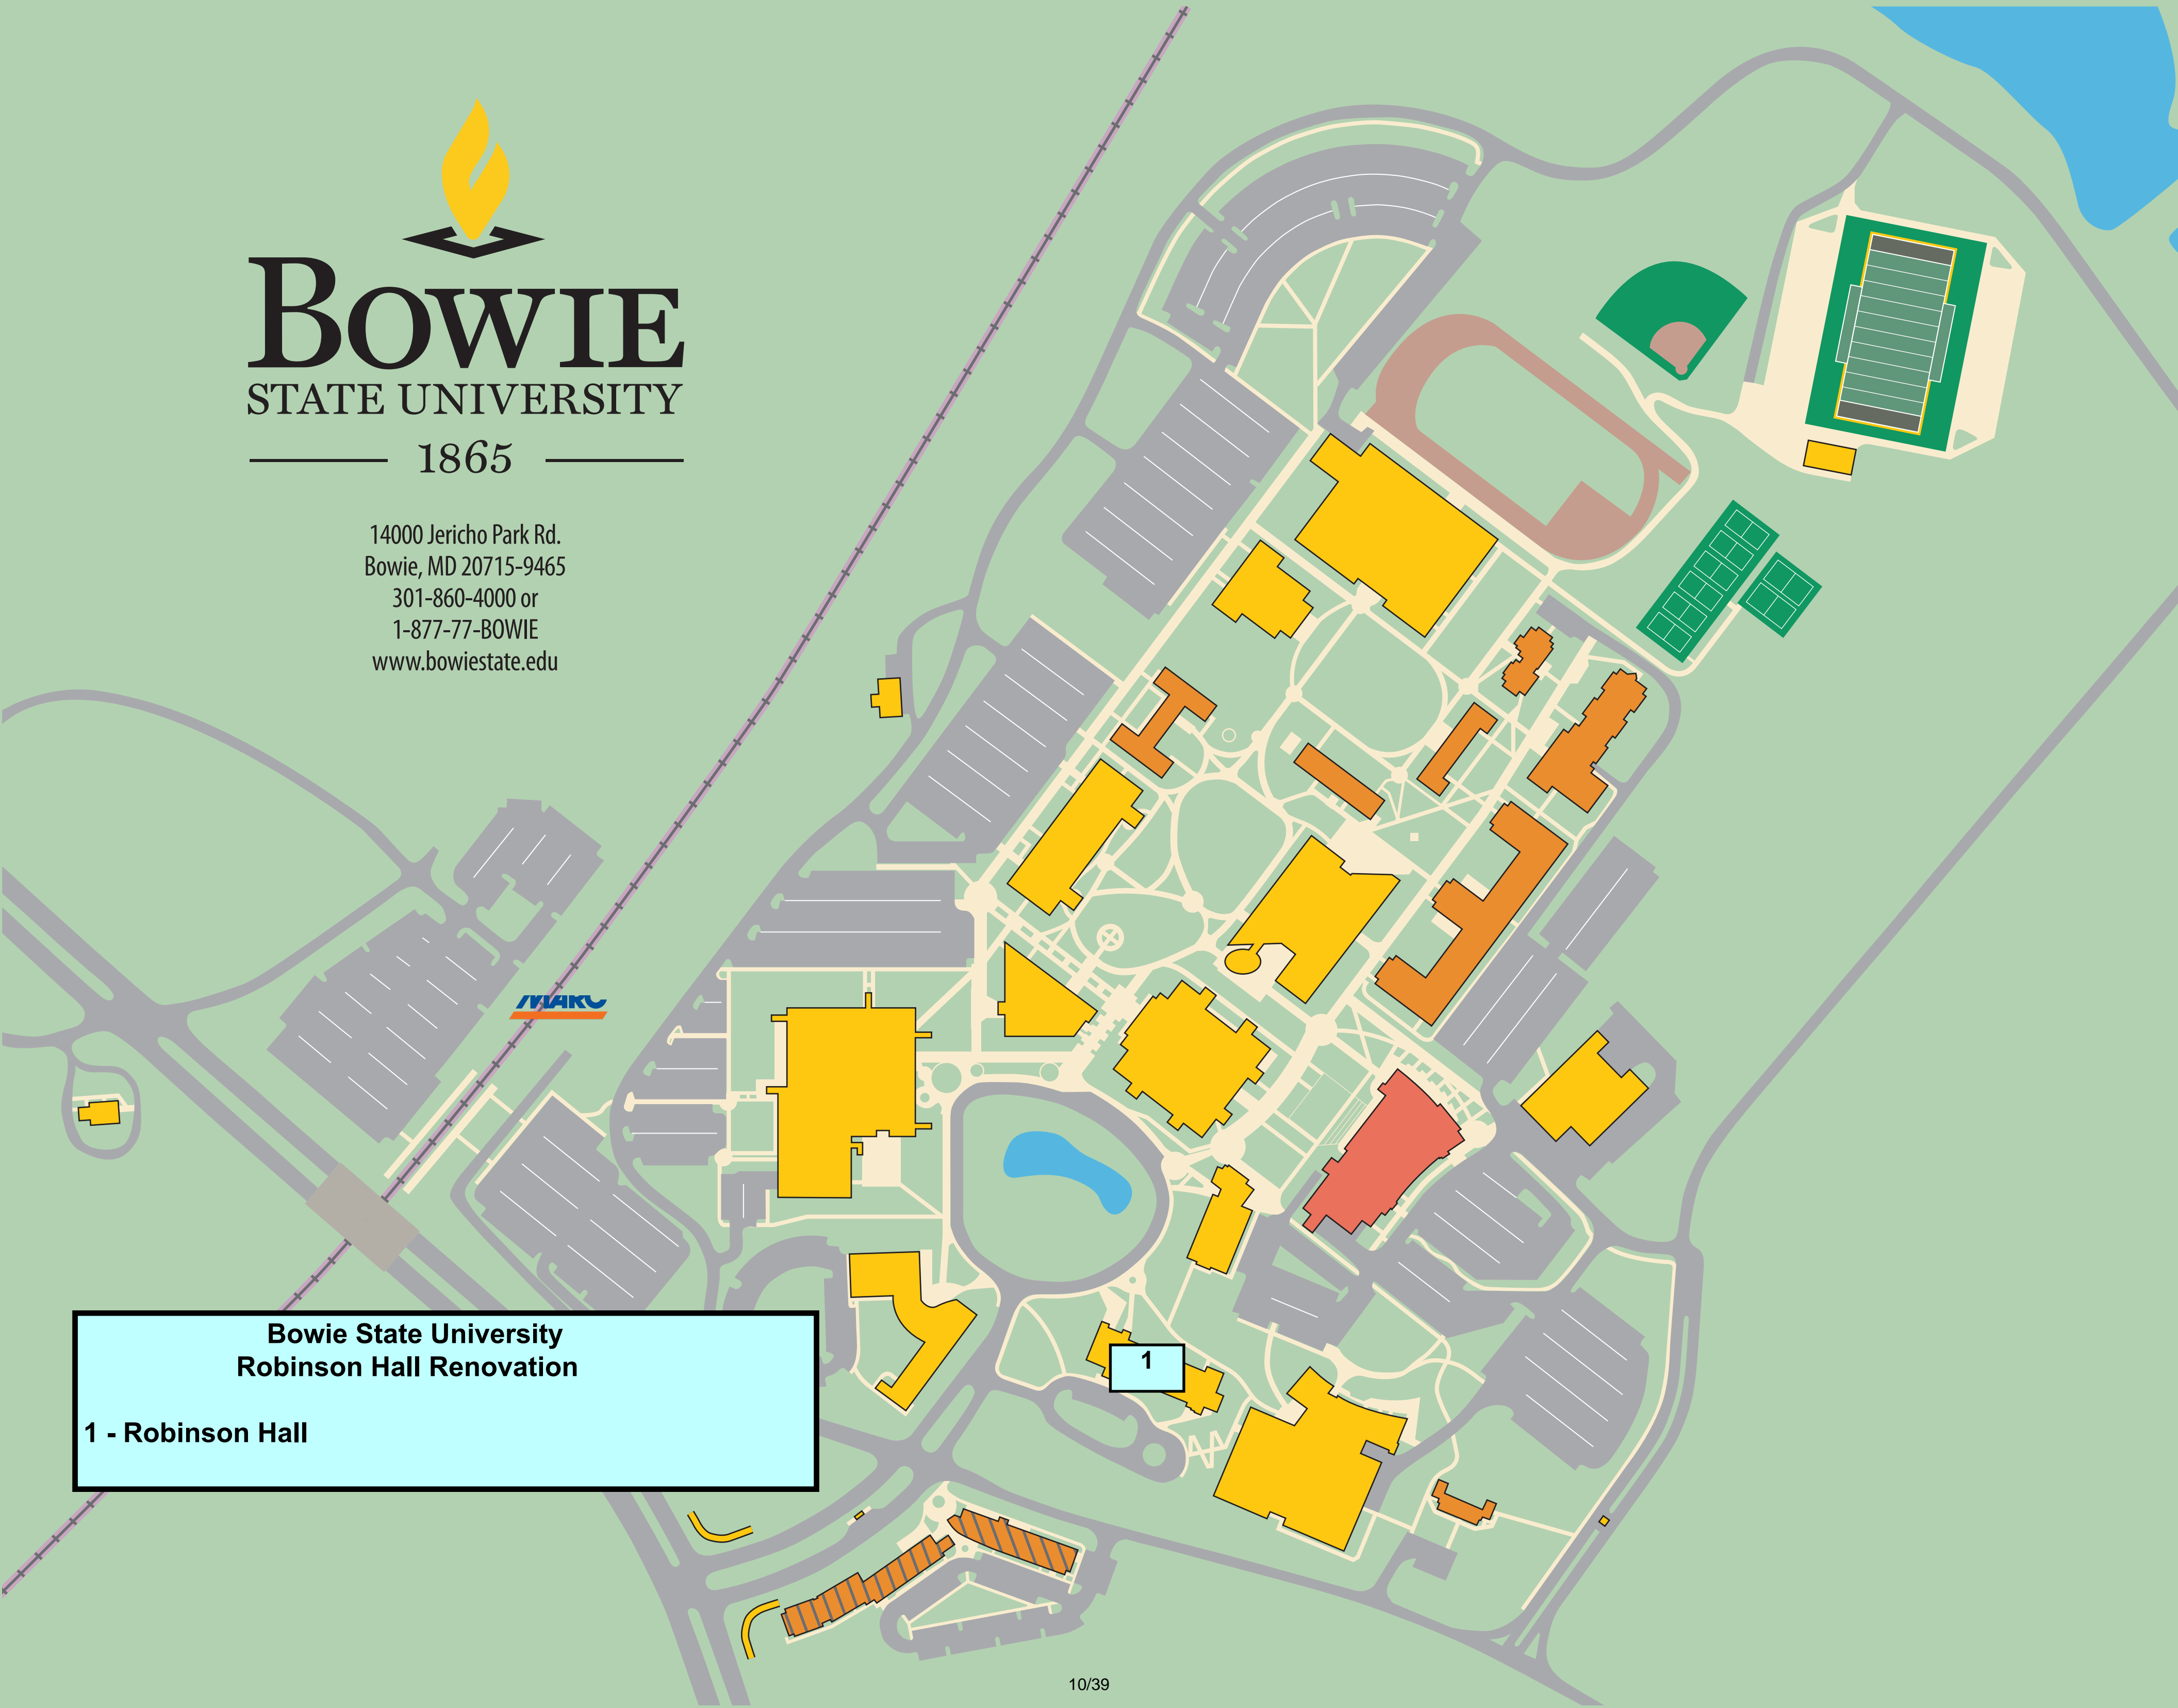 BOWIE
STATE UNIVERSITY
1865
14000 Jericho Park Rd.
Bowie, MD 20715-9465
301-860-4000 or
1-877-77-BOWIE
www.bowiestate.edu
MARC
1
Bowie State University
Robinson Hall Renovation
1 - Robinson Hall
10/39